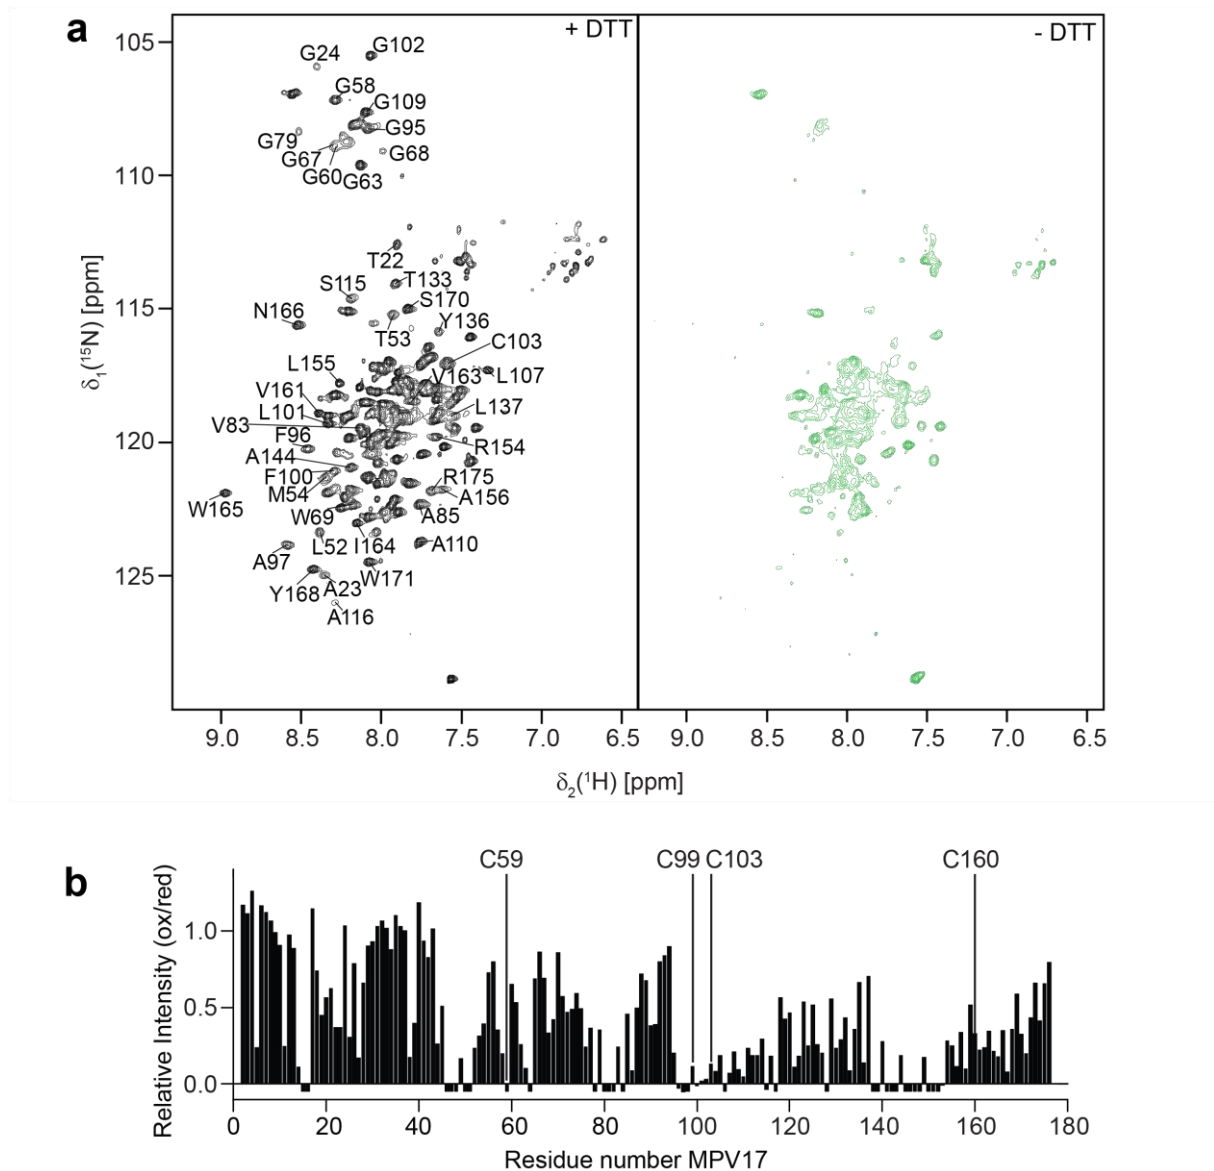 a
+ DTT
- DTT
105
110
115
120
125
δ1(15N) [ppm]
G24
G102
G58
G109
G95
G79
G67
G68
G60
G63
T22
T133
S115
S170
N166
Y136
T53
C103
L155
V163
L107
V161
L101
L137
V83
F96
R154
A144
F100
R175
M54
A156
W165
W69
A85
L52
I164
A110
A97
W171
Y168
A23
A116
9.0 8.5 8.0 7.5 7.0 6.5
9.0 8.5 8.0 7.5 7.0 6.5
δ2(1H) [ppm]
b
C59
C99
C103
C160
Relative Intensity (ox/red)
1.0
0.5
0.0
0 20 40 60 80 100 120 140 160 180
Residue number MPV17